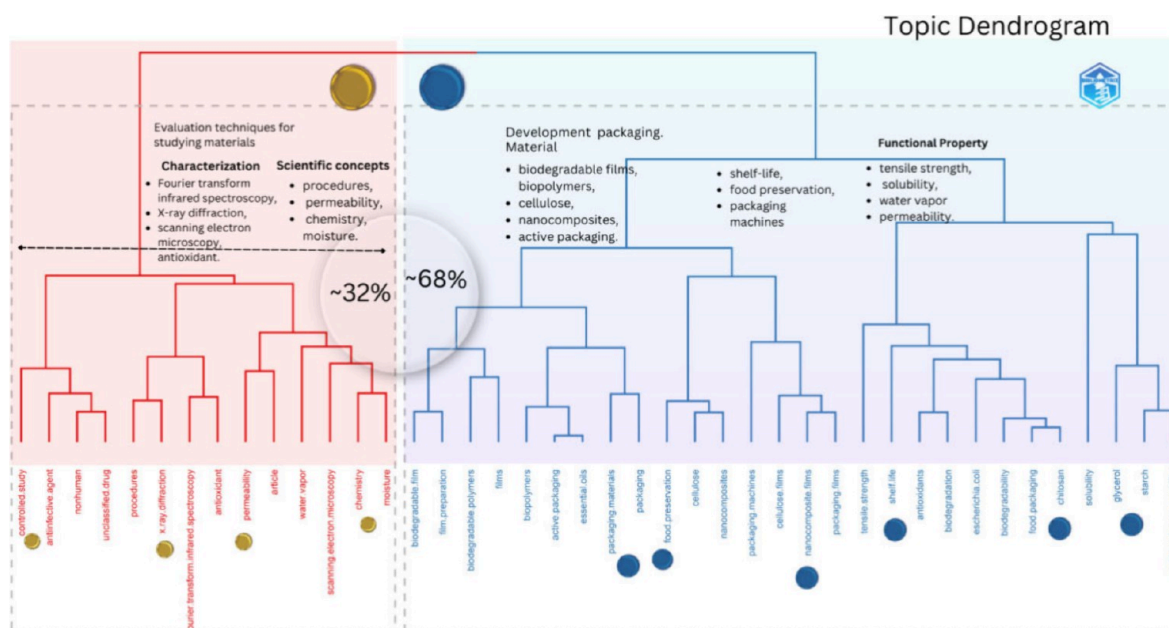 Topic Dendrogram
Evaluation techniques for
studying materials
Characterization
• Fourier transform
infrared spectroscopy,
• X-ray diffraction,
• scanning electron
microscopy,
antioxidant.
Scientific concepts
• procedures,
• permeability,
• chemistry,
moisture.
Development packaging.
Material
• biodegradable films,
biopolymers,
• cellulose,
• nanocomposites,
• active packaging.
• shelf-life,
• food preservation,
• packaging
machines
Functional Property
• tensile strength,
• solubility,
• water vapor
permeability.
~32%
~68%
controlled.study
antiinfective.agent
nonhuman
unclassified.drug
procedures
x.ray.diffraction
ourier.transform.infrared.spectroscopy
antioxidant
permeability
article
water.vapor
scanning.electron.microscopy
chemistry
moisture
biodegradable.film
film.preparation
biodegradable.polymers
films
biopolymers
active.packaging
essential.oils
packaging.materials
packaging
food.preservation
cellulose
nanocomposites
packaging.machines
cellulose.films
nanocomposite.films
packaging.films
tensile.strength
shelf.life
antioxidants
biodegradation
escherichia.coli
biodegradability
food.packaging
chitosan
solubility
glycerol
starch